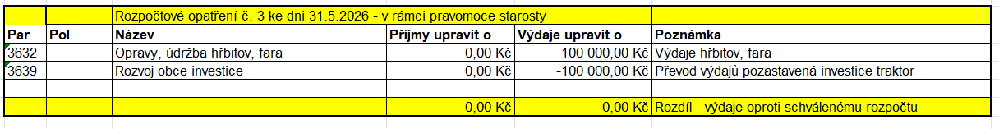 Rozpočtové opatření č. 3 ke dni 31.5.2026 - v rámci pravomoce starosty
Par Pol Název Příjmy upravit o Výdaje upravit o Poznámka
3632 Opravy, údržba hřbitov, fara 0,00 Kč 100 000,00 Kč Výdaje hřbitov, fara
3639 Rozvoj obce investice 0,00 Kč -100 000,00 Kč Převod výdajů pozastavená investice traktor
0,00 Kč 0,00 Kč Rozdíl - výdaje oproti schválenému rozpočtu